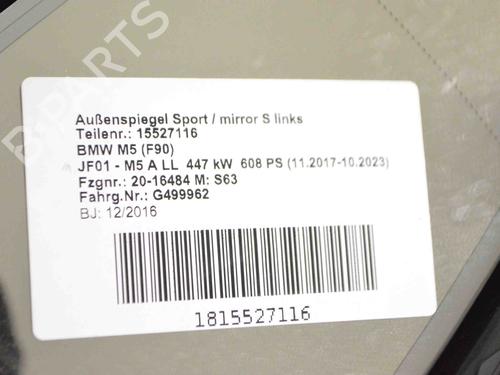 B-PARTS
Außenspiegel Sport / mirror S links
Teilenr.: 15527116
BMW M5 (F90)
JF01 - M5 A LL 447 kW 608 PS (11.2017-10.2023)
Fzgnr.: 20-16484 M: S63
Fahrg.Nr.: G499962
BJ: 12/2016
1815527116